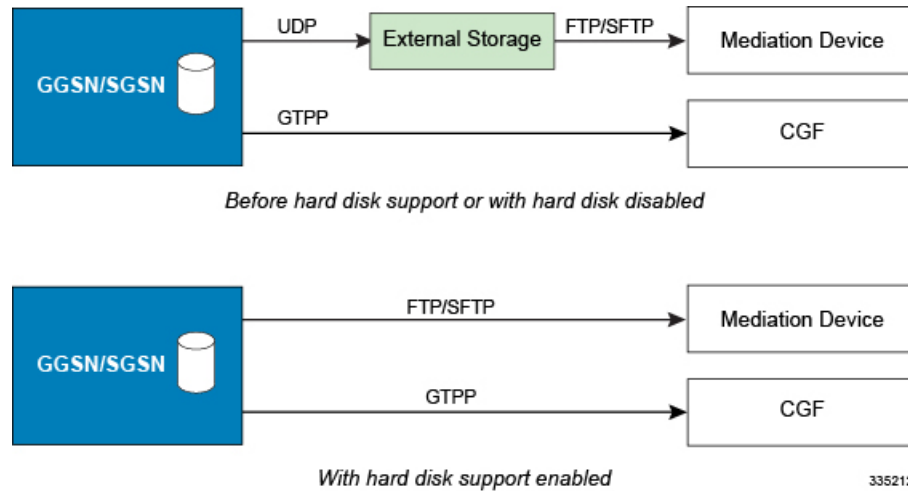 UDP
External Storage
FTP/SFTP
Mediation Device
GGSN/SGSN
GTPP
CGF
Before hard disk support or with hard disk disabled
FTP/SFTP
Mediation Device
GGSN/SGSN
GTPP
CGF
With hard disk support enabled
335212